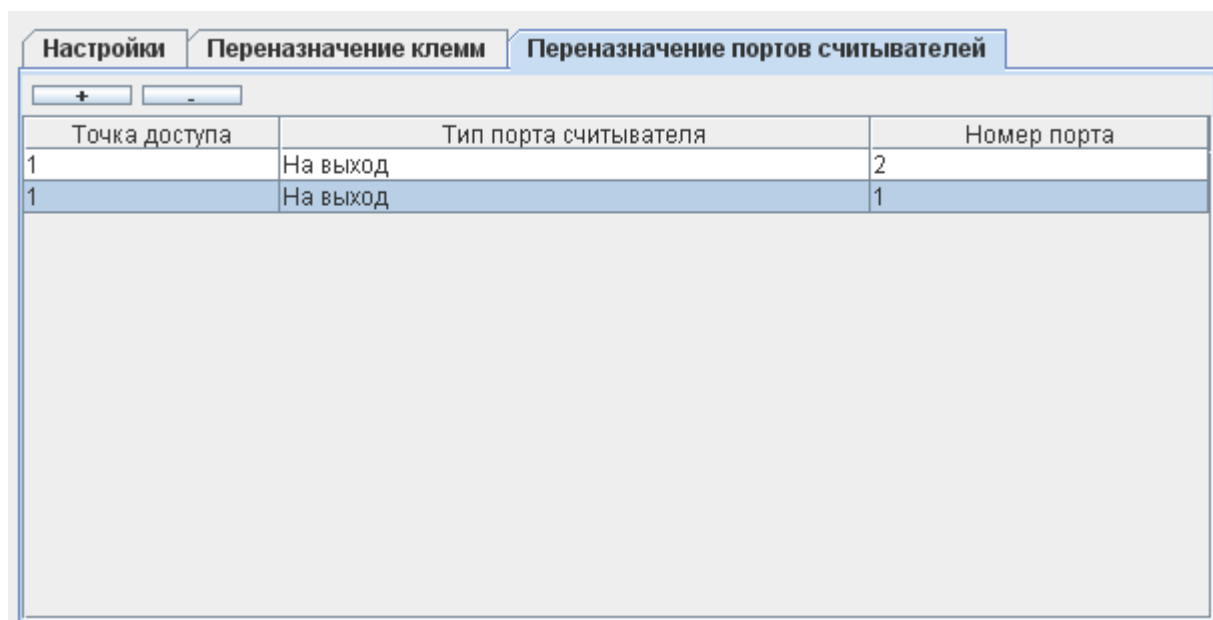 Настройки Переназначение клемм Переназначение портов считывателей
+ -
Точка доступа Тип порта считывателя Номер порта
1 На выход 2
1 На выход 1